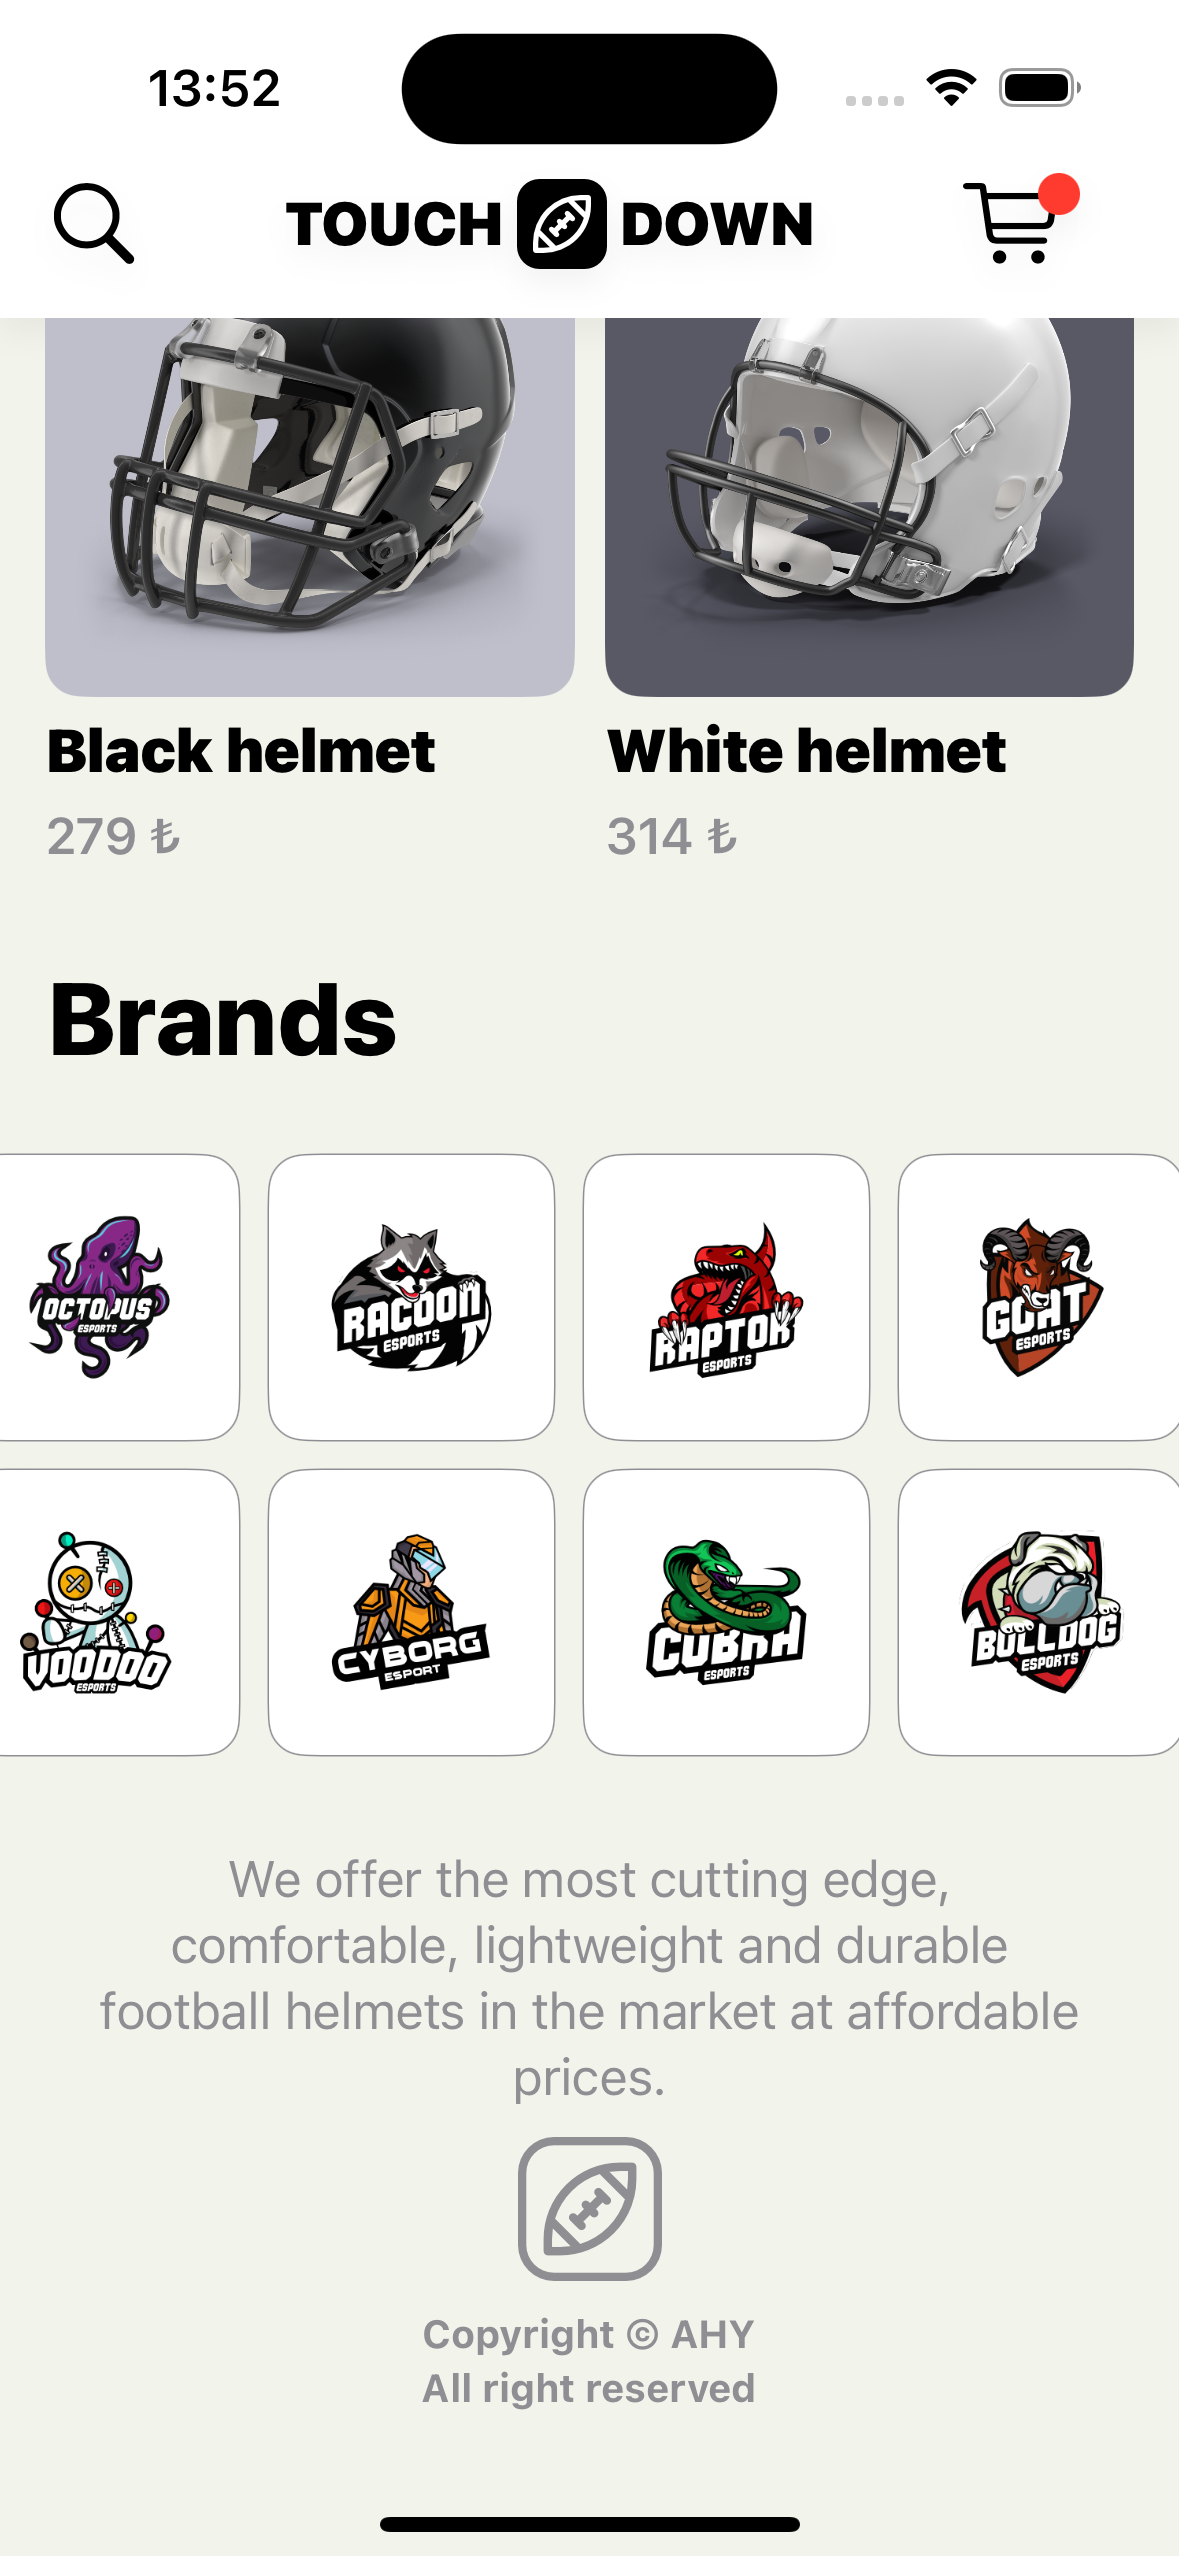 13:52
TOUCH DOWN
Black helmet White helmet
279 ₺ 314 ₺
Brands
OCTOPUS
ESPORTS
RACOON
ESPORTS
RAPTOR
ESPORTS
GOAT
ESPORTS
VOODOO
ESPORTS
CYBORG
ESPORT
COBRA
ESPORTS
BULLDOG
ESPORTS
We offer the most cutting edge,
comfortable, lightweight and durable
football helmets in the market at affordable
prices.
Copyright © AHY
All right reserved